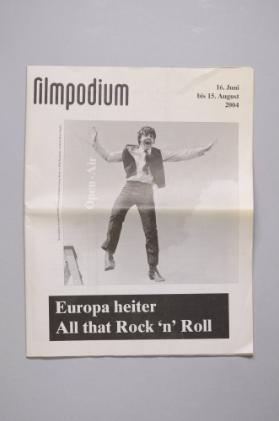 filmpodium
16. Juni
bis 15. August
2004
Open-Air
Europa heiter
All that Rock ‘n’ Roll